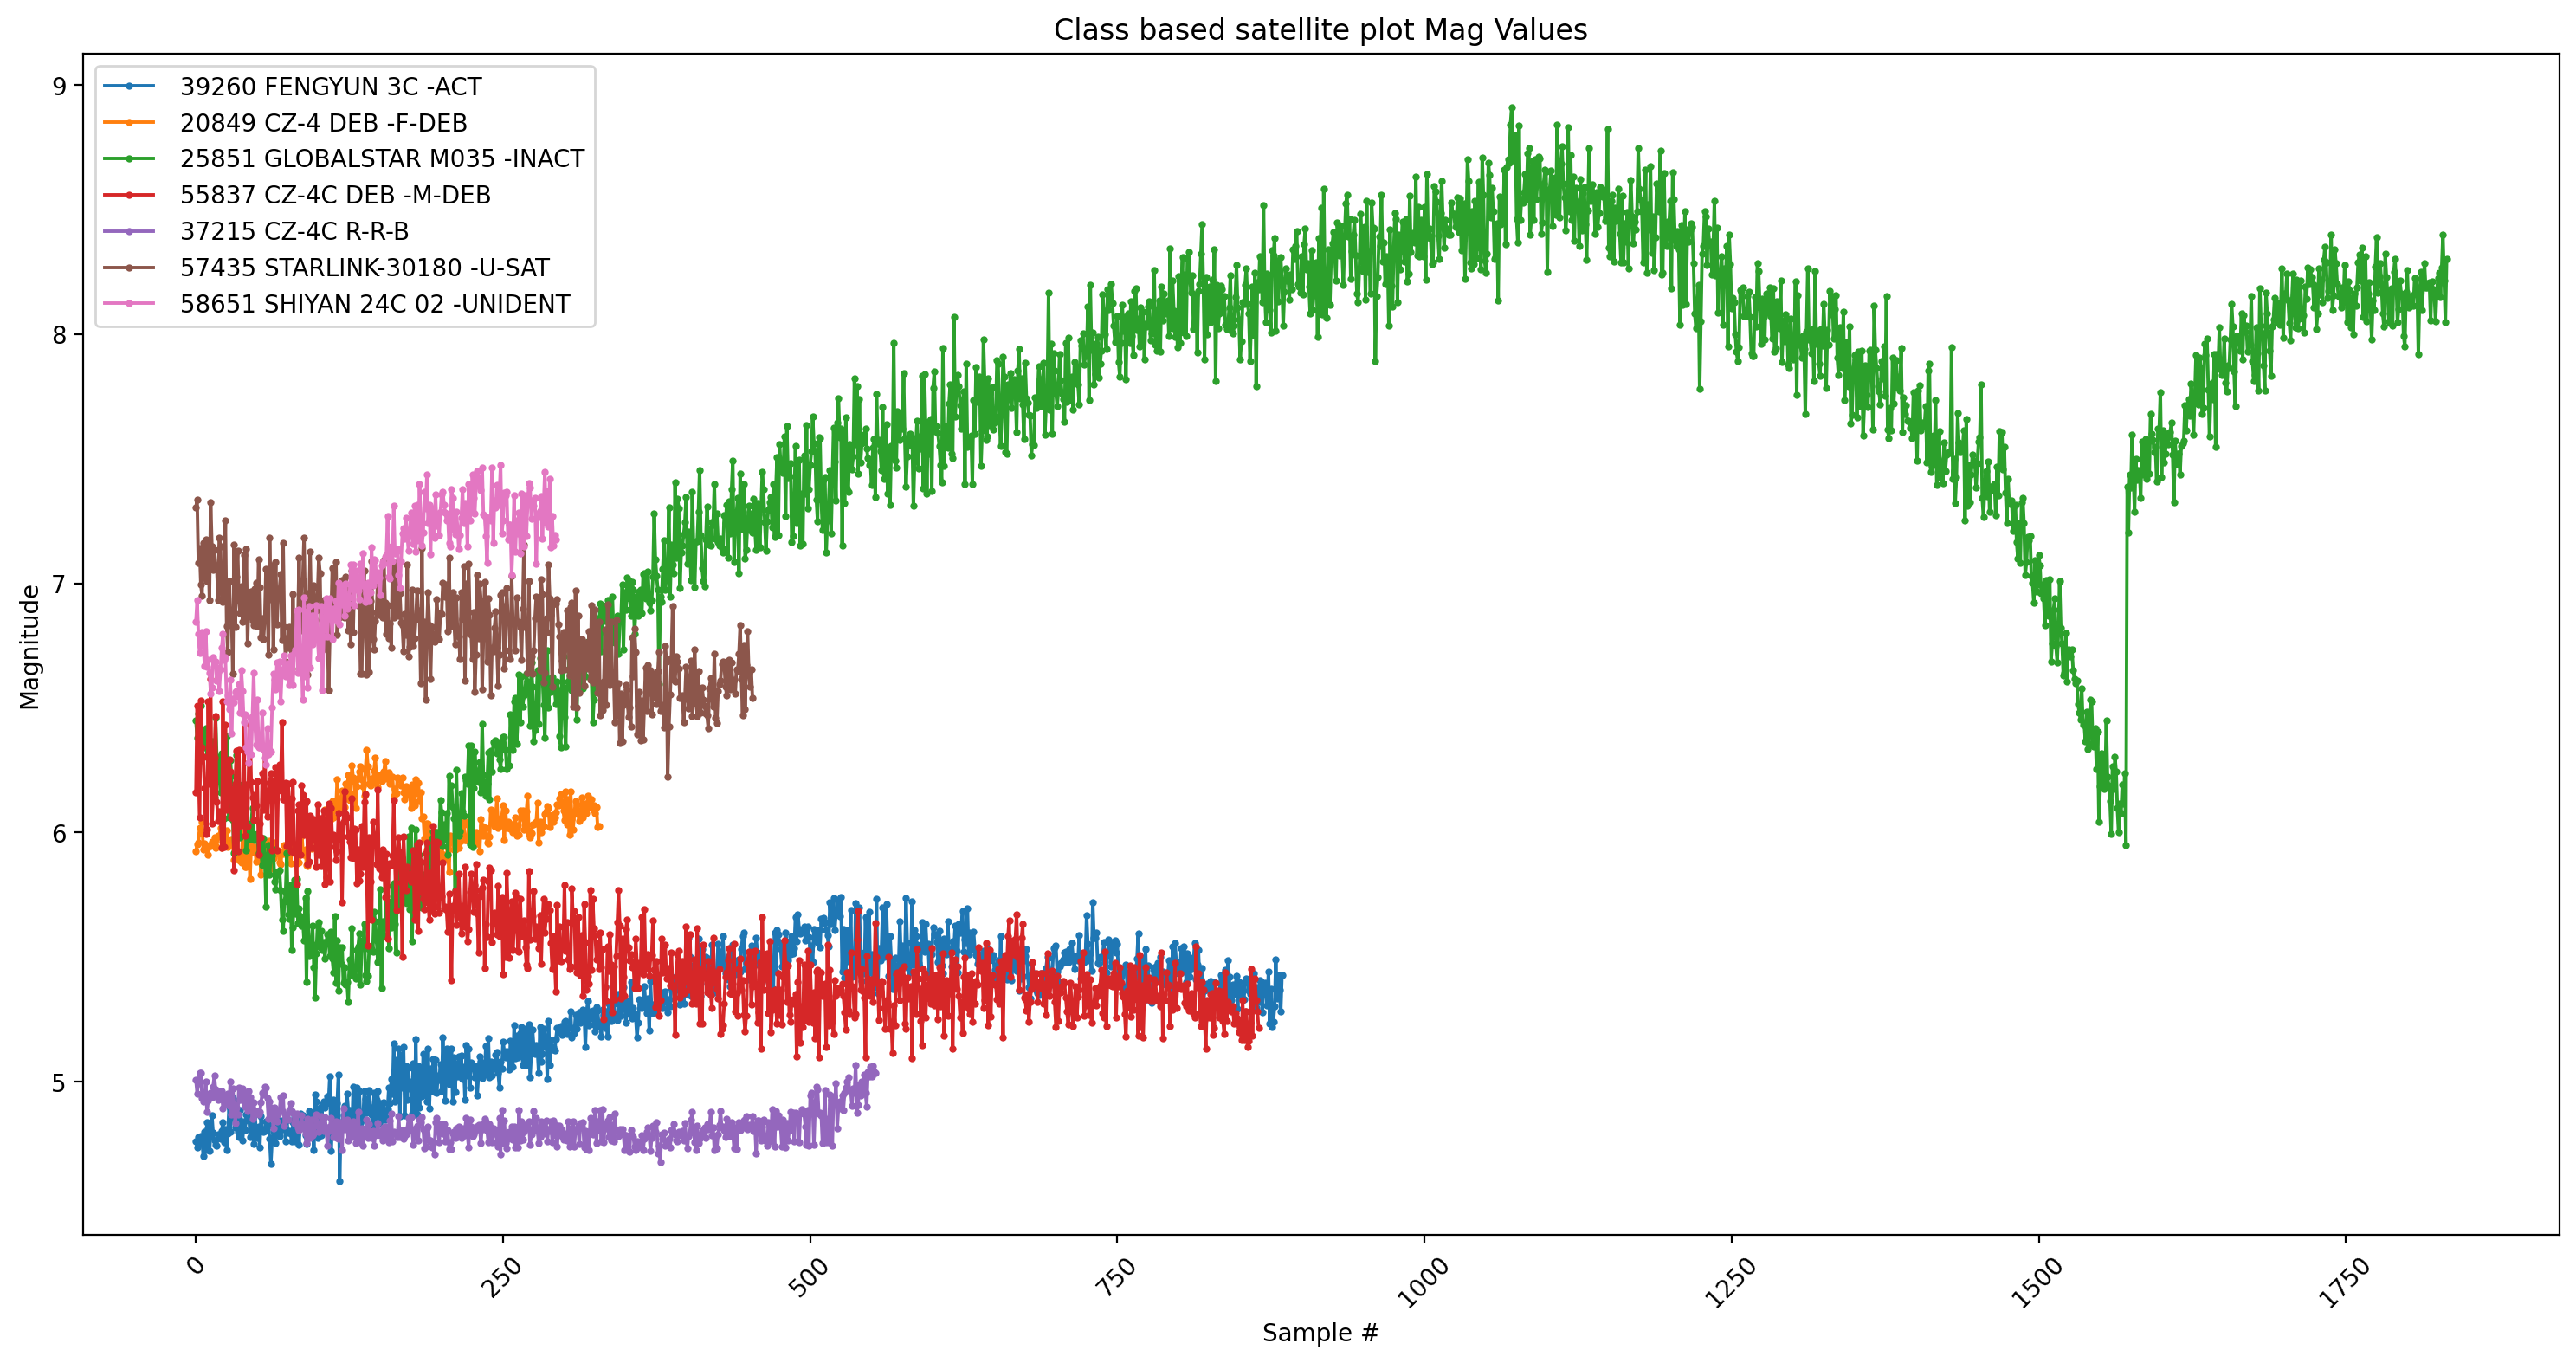 Class based satellite plot Mag Values
39260 FENGYUN 3C -ACT
20849 CZ-4 DEB -F-DEB
25851 GLOBALSTAR M035 -INACT
55837 CZ-4C DEB -M-DEB
37215 CZ-4C R-R-B
57435 STARLINK-30180 -U-SAT
58651 SHIYAN 24C 02 -UNIDENT
9
8
7
6
5
Magnitude
0
250
500
750
1000
1250
1500
1750
Sample #